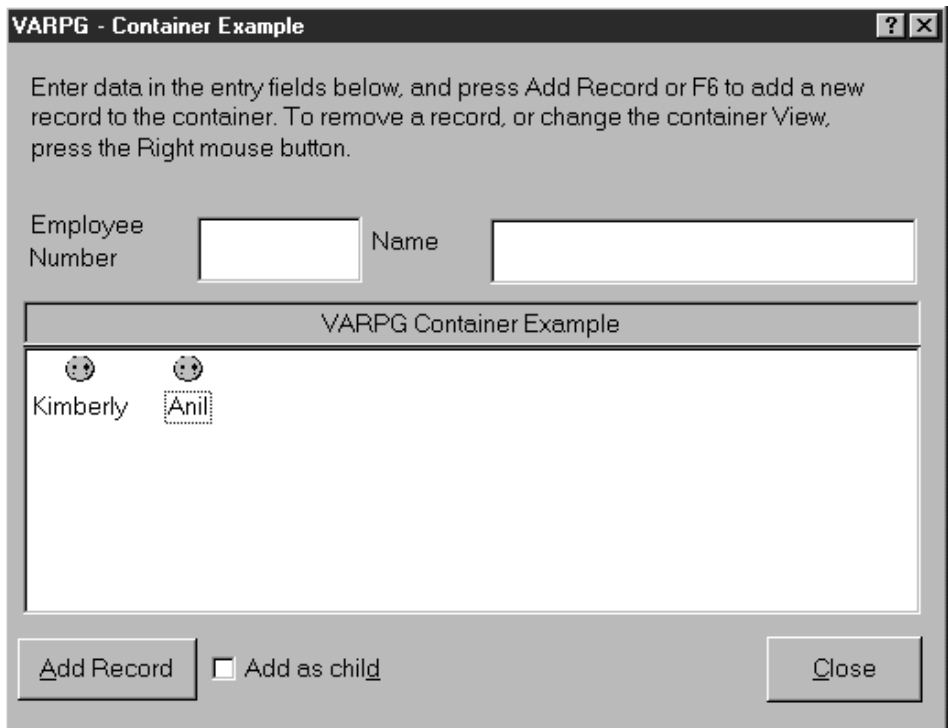 VARPG - Container Example
Enter data in the entry fields below, and press Add Record or F6 to add a new
record to the container. To remove a record, or change the container View,
press the Right mouse button.
Employee
Number
Name
VARPG Container Example
Kimberly Anil
Add Record Add as child Close